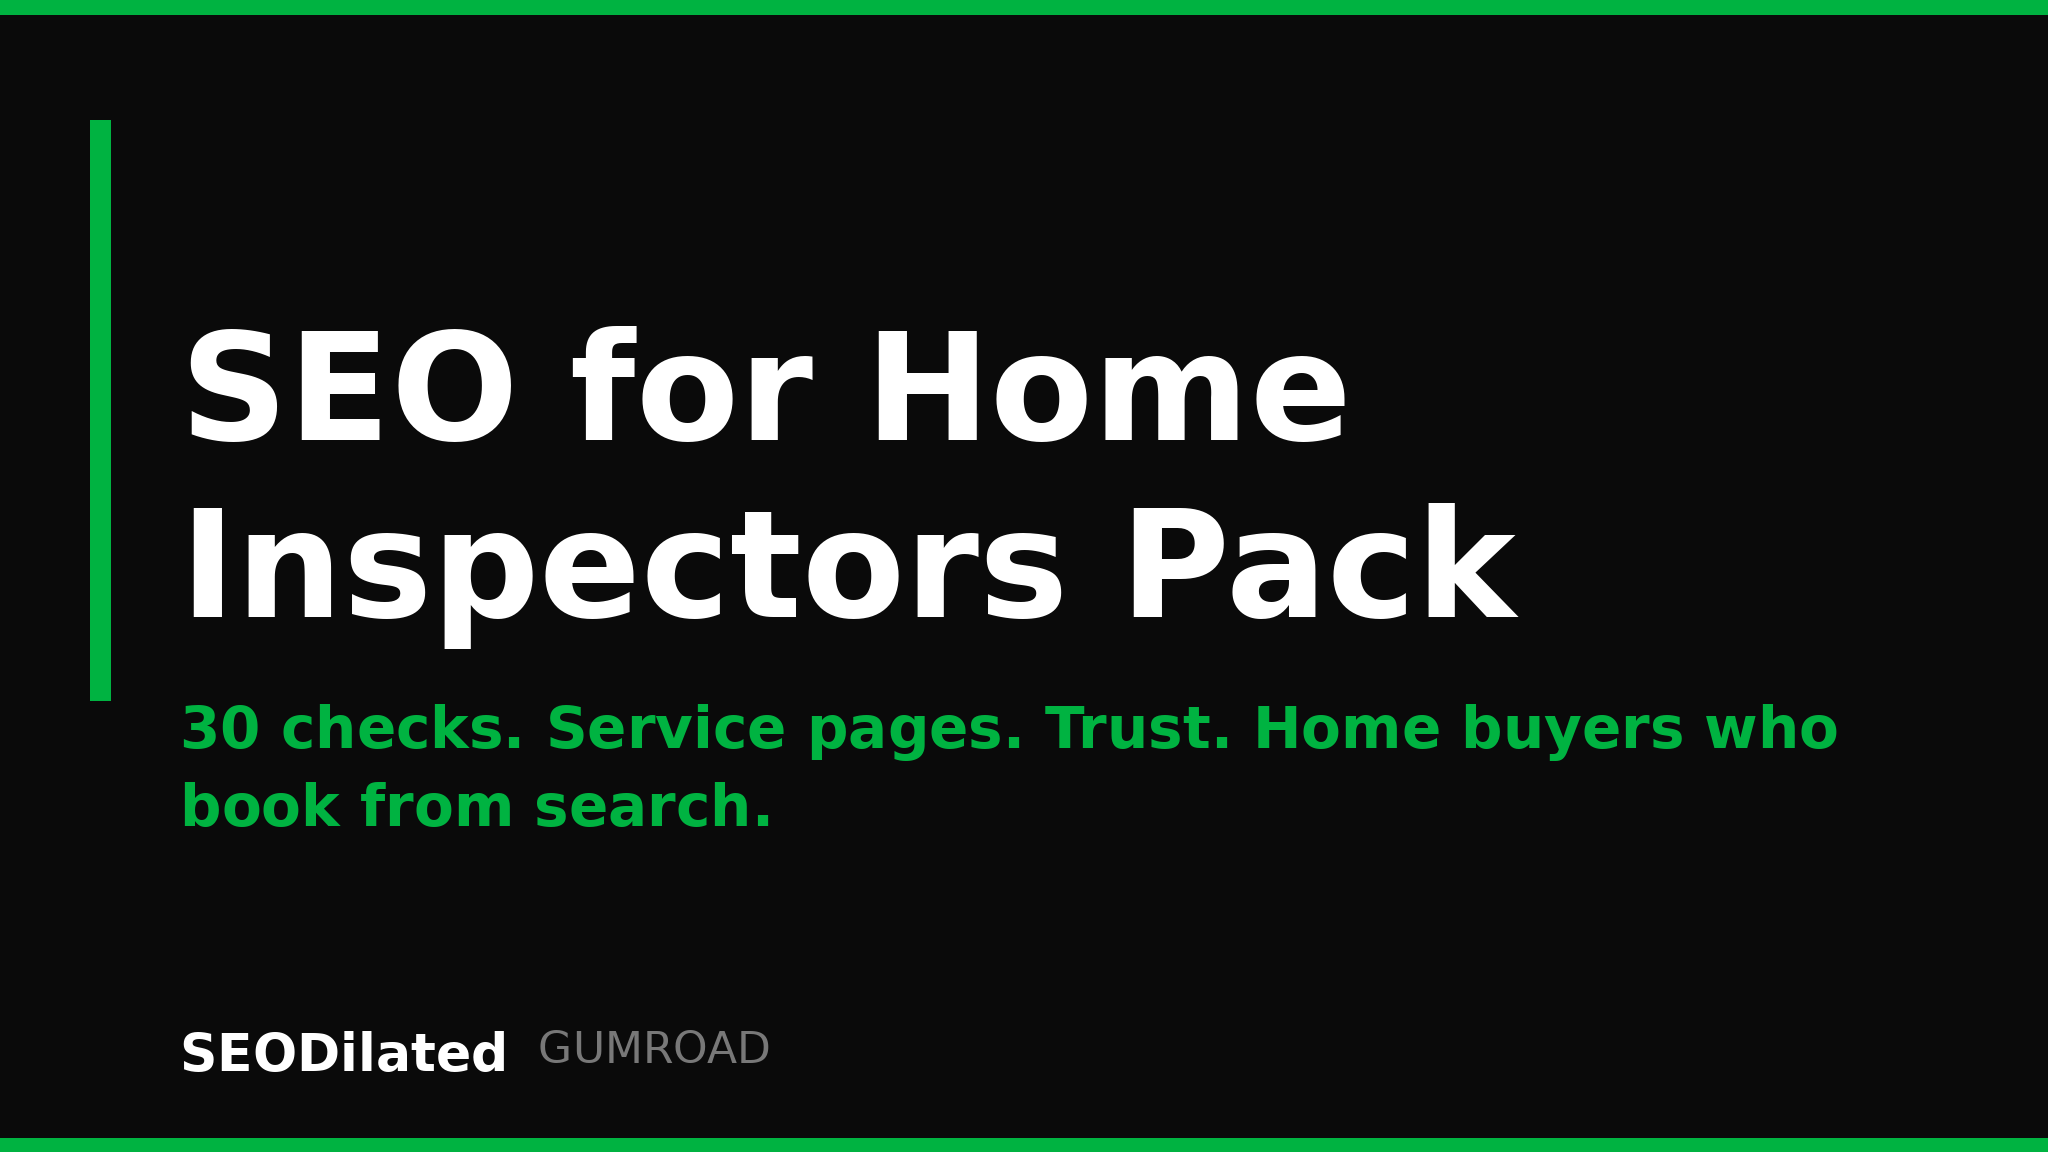 SEO for Home
Inspectors Pack
30 checks. Service pages. Trust. Home buyers who
book from search.
SEODilated GUMROAD